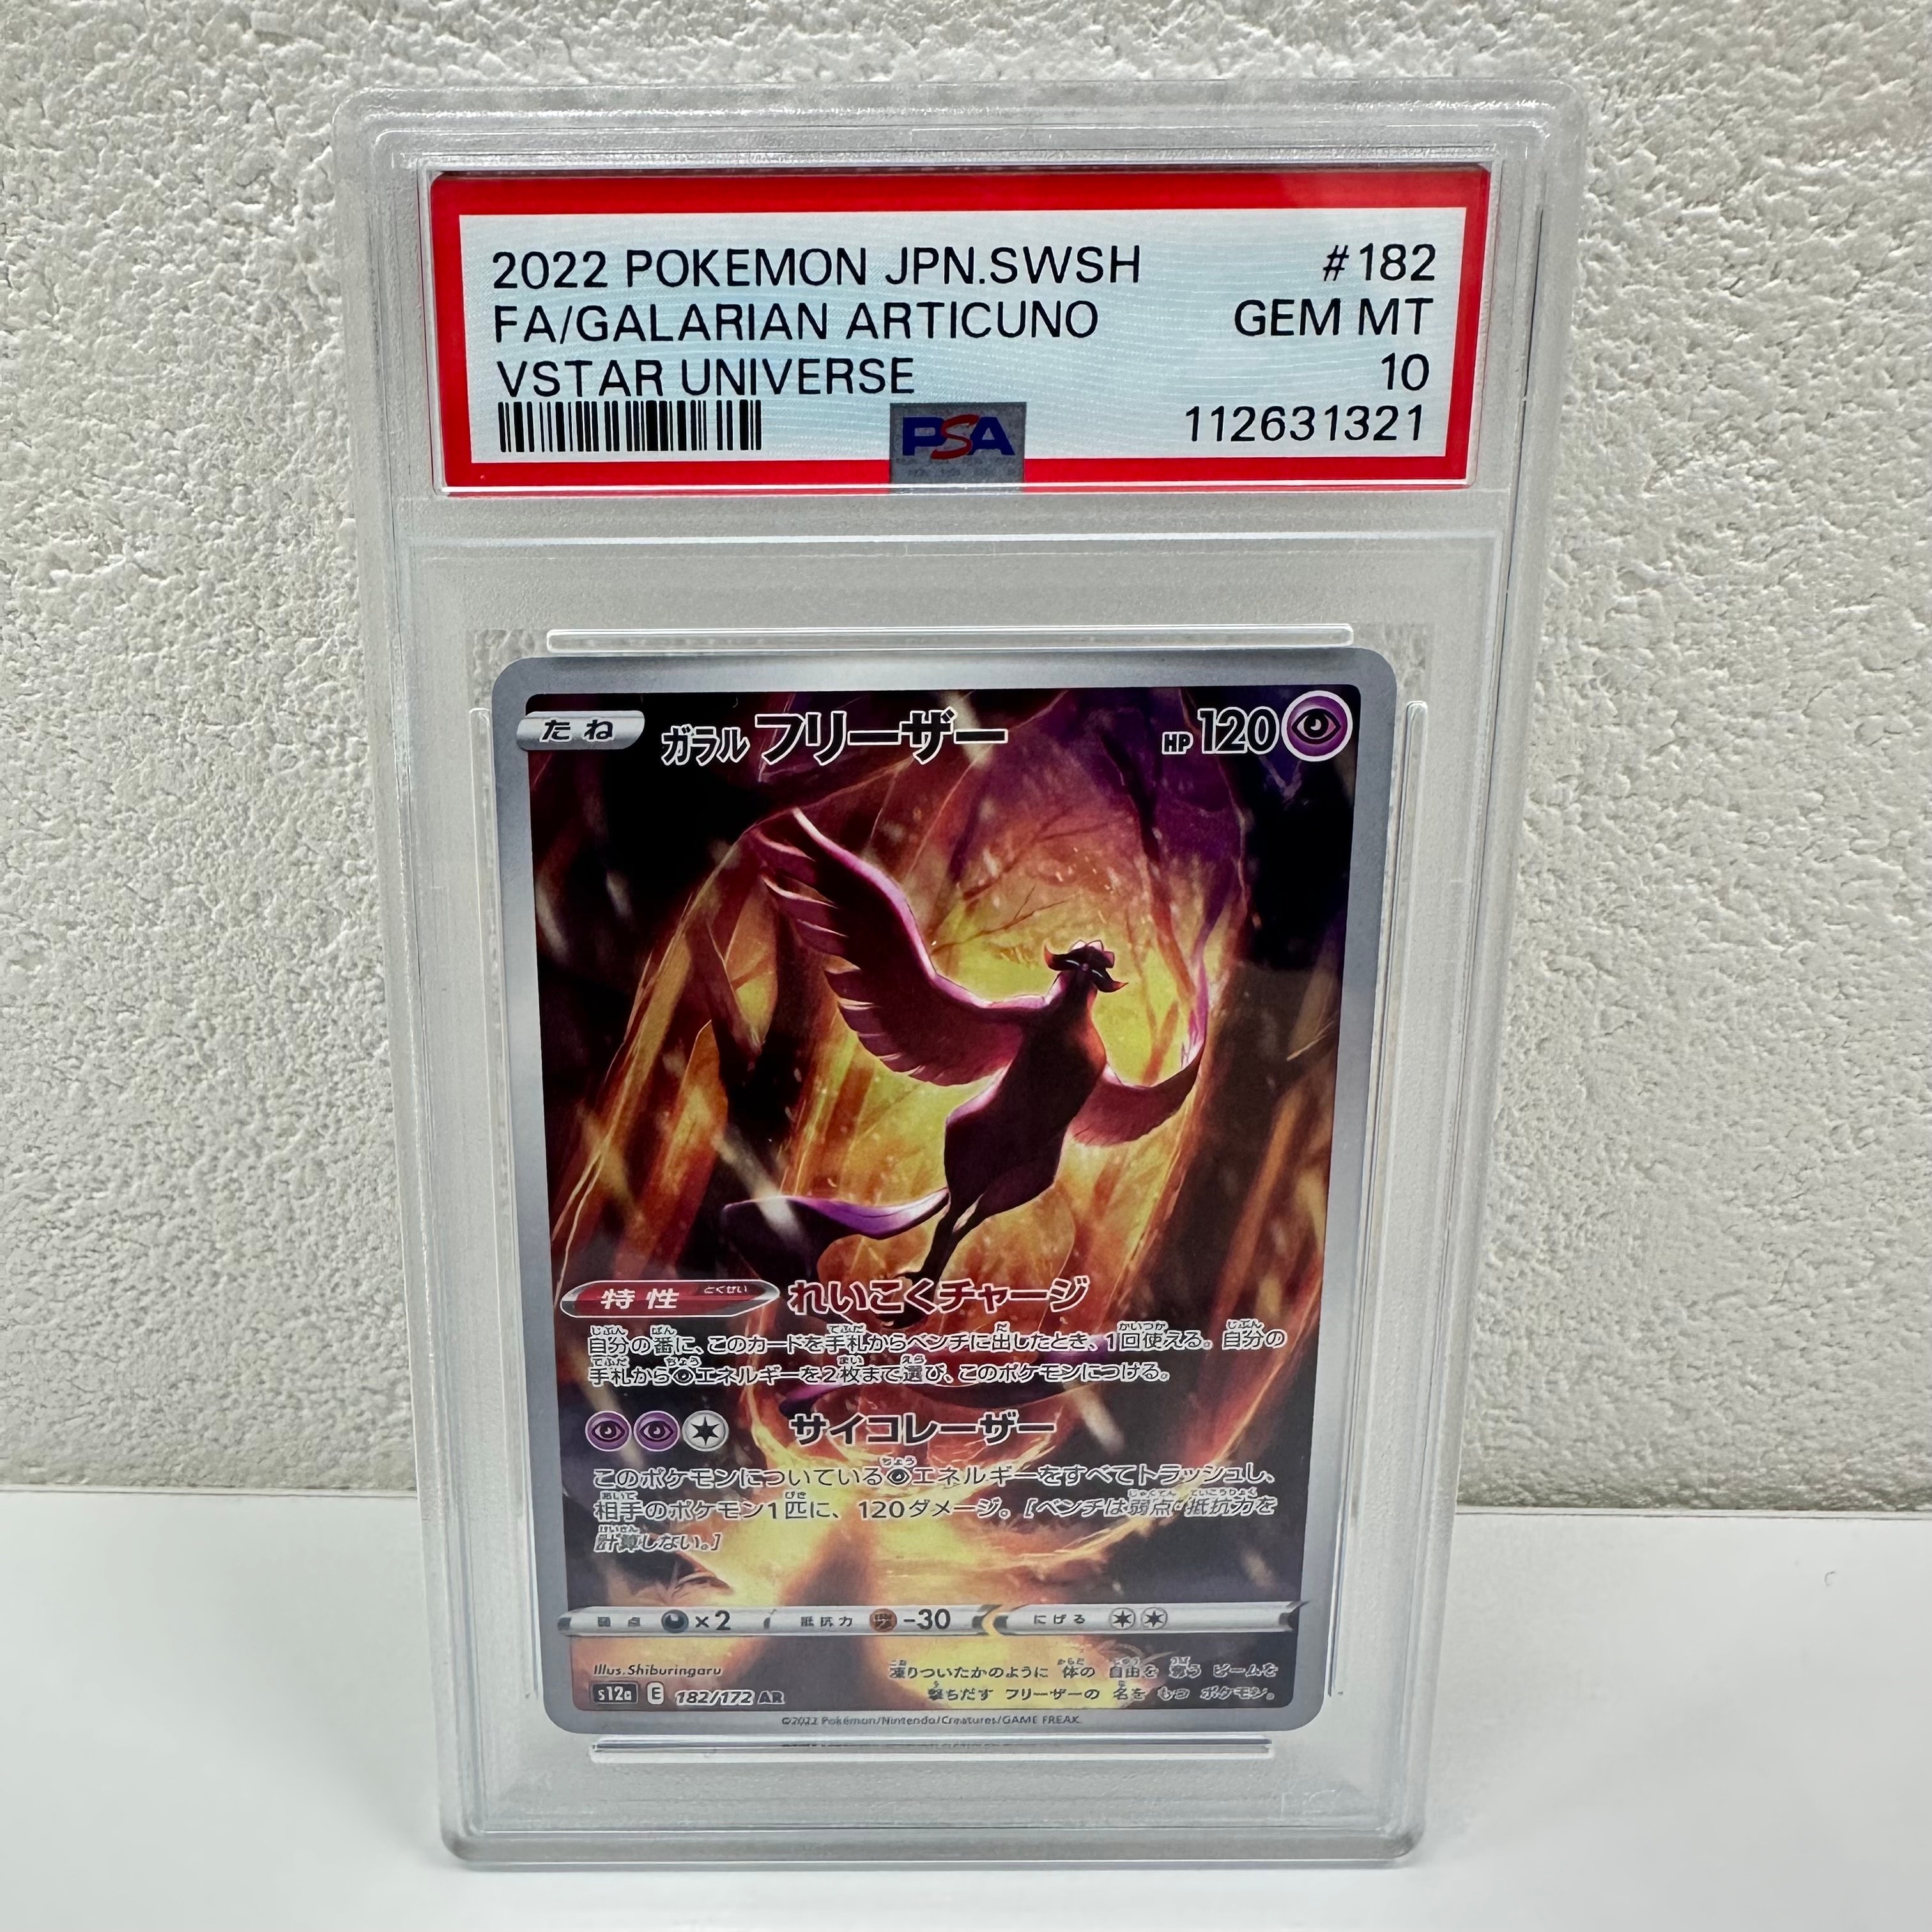 2022 POKEMON JPN.SWSH #182
FA/GALARIAN ARTICUNO GEM MT
VSTAR UNIVERSE 10
PSA 112631321
たね ガラル フリーザー HP 120
特性 とくせい れいこくチャージ
自分の番に、このカードを手札からベンチに出したとき、1回使える。自分の
手札から超エネルギーを2枚まで選び、このポケモンにつける。
サイコレーザー
このポケモンについている超エネルギーをすべてトラッシュし、
相手のポケモン1匹に、120ダメージ。[ベンチは弱点・抵抗力を
計算しない。]
弱点 ×2 抵抗力 -30 にげる
Illus. Shiburingaru
凍りついたかのように 体の 自由を 奪う ビームを
撃ちだす フリーザーの 名を もつ ポケモン。
s12a E 182/172 AR
©2022 Pokémon/Nintendo/Creatures/GAME FREAK.